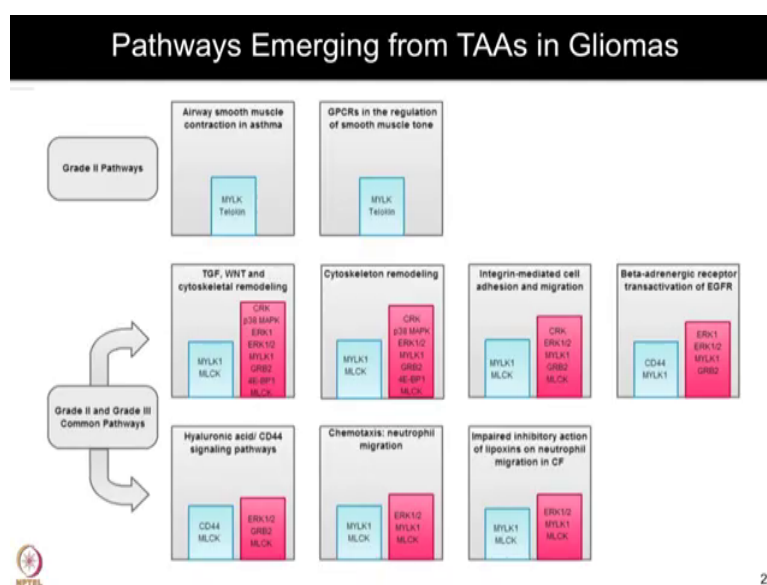 Pathways Emerging from TAAs in Gliomas
Grade II Pathways
Airway smooth muscle
contraction in asthma
MYLK
Telokin
GPCRs in the regulation
of smooth muscle tone
MYLK
Telokin
Grade II and Grade III
Common Pathways
TGF, WNT and
cytoskeletal remodeling
MYLK1
MLCK
CRK
p38 MAPK
ERK1
ERK1/2
MYLK1
GRB2
4E-BP1
MLCK
Cytoskeleton remodeling
MYLK1
MLCK
CRK
p38 MAPK
ERK1/2
MYLK1
GRB2
4E-BP1
MLCK
Integrin-mediated cell
adhesion and migration
MYLK1
MLCK
CRK
ERK1/2
MYLK1
GRB2
MLCK
Beta-adrenergic receptor
transactivation of EGFR
CD44
MYLK1
ERK1
ERK1/2
MYLK1
GRB2
Hyaluronic acid/ CD44
signaling pathways
CD44
MLCK
ERK1/2
GRB2
MLCK
Chemotaxis: neutrophil
migration
MYLK1
MLCK
ERK1/2
MYLK1
MLCK
Impaired inhibitory action
of lipoxins on neutrophil
migration in CF
MYLK1
MLCK
ERK1/2
MYLK1
MLCK
NPTEL
2